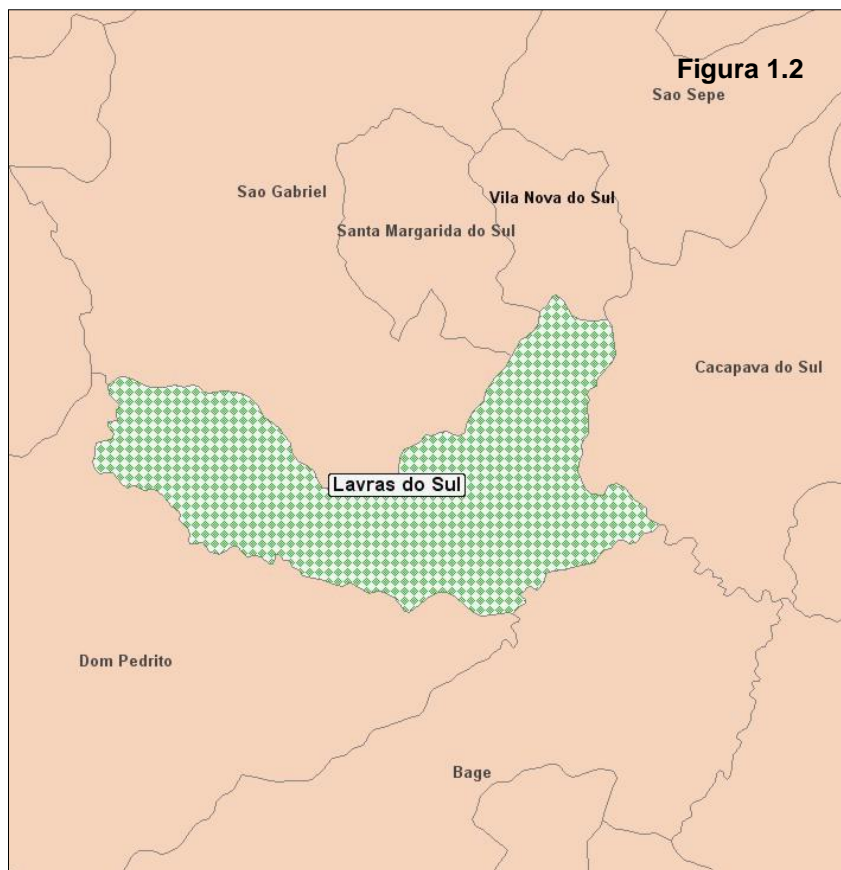 Figura 1.2
Sao Sepe
Sao Gabriel
Vila Nova do Sul
Santa Margarida do Sul
Cacapava do Sul
Lavras do Sul
Dom Pedrito
Bage